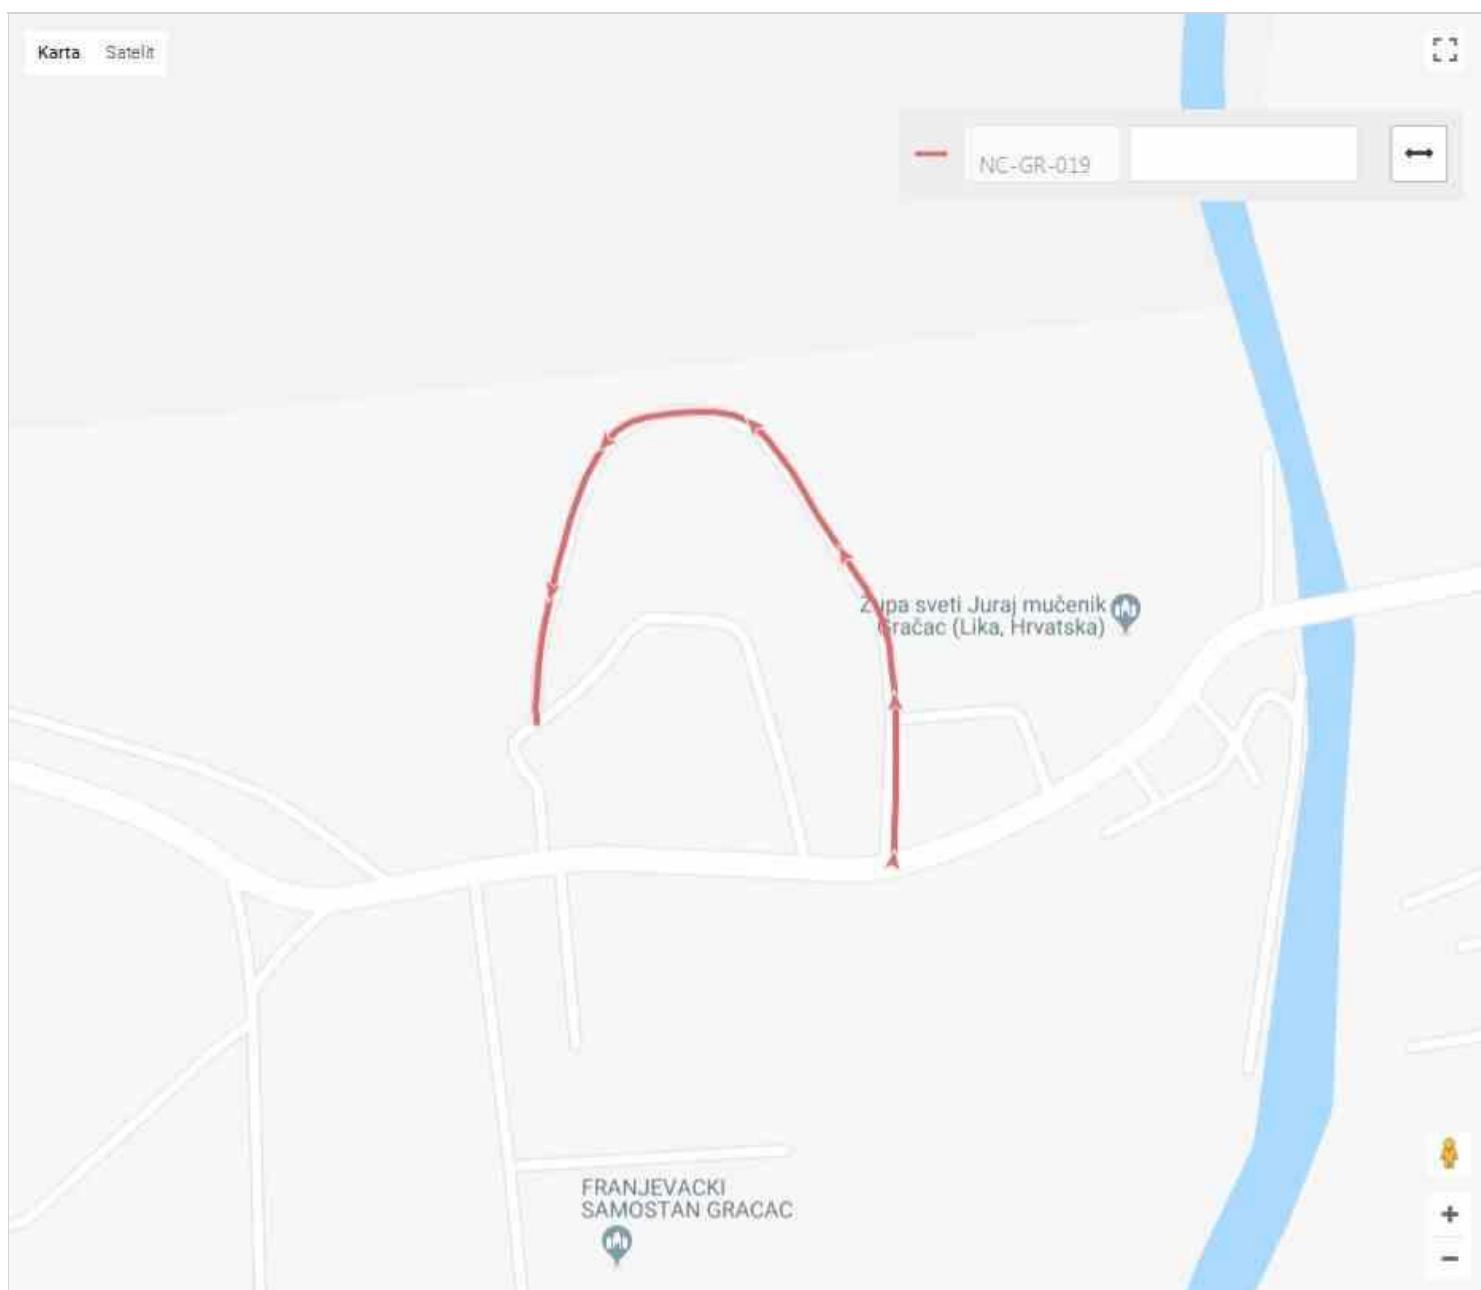 Karta Satelit
NC-GR-019
Župa sveti Juraj mučenik
Gračac (Lika, Hrvatska)
FRANJEVACKI
SAMOSTAN GRACAC